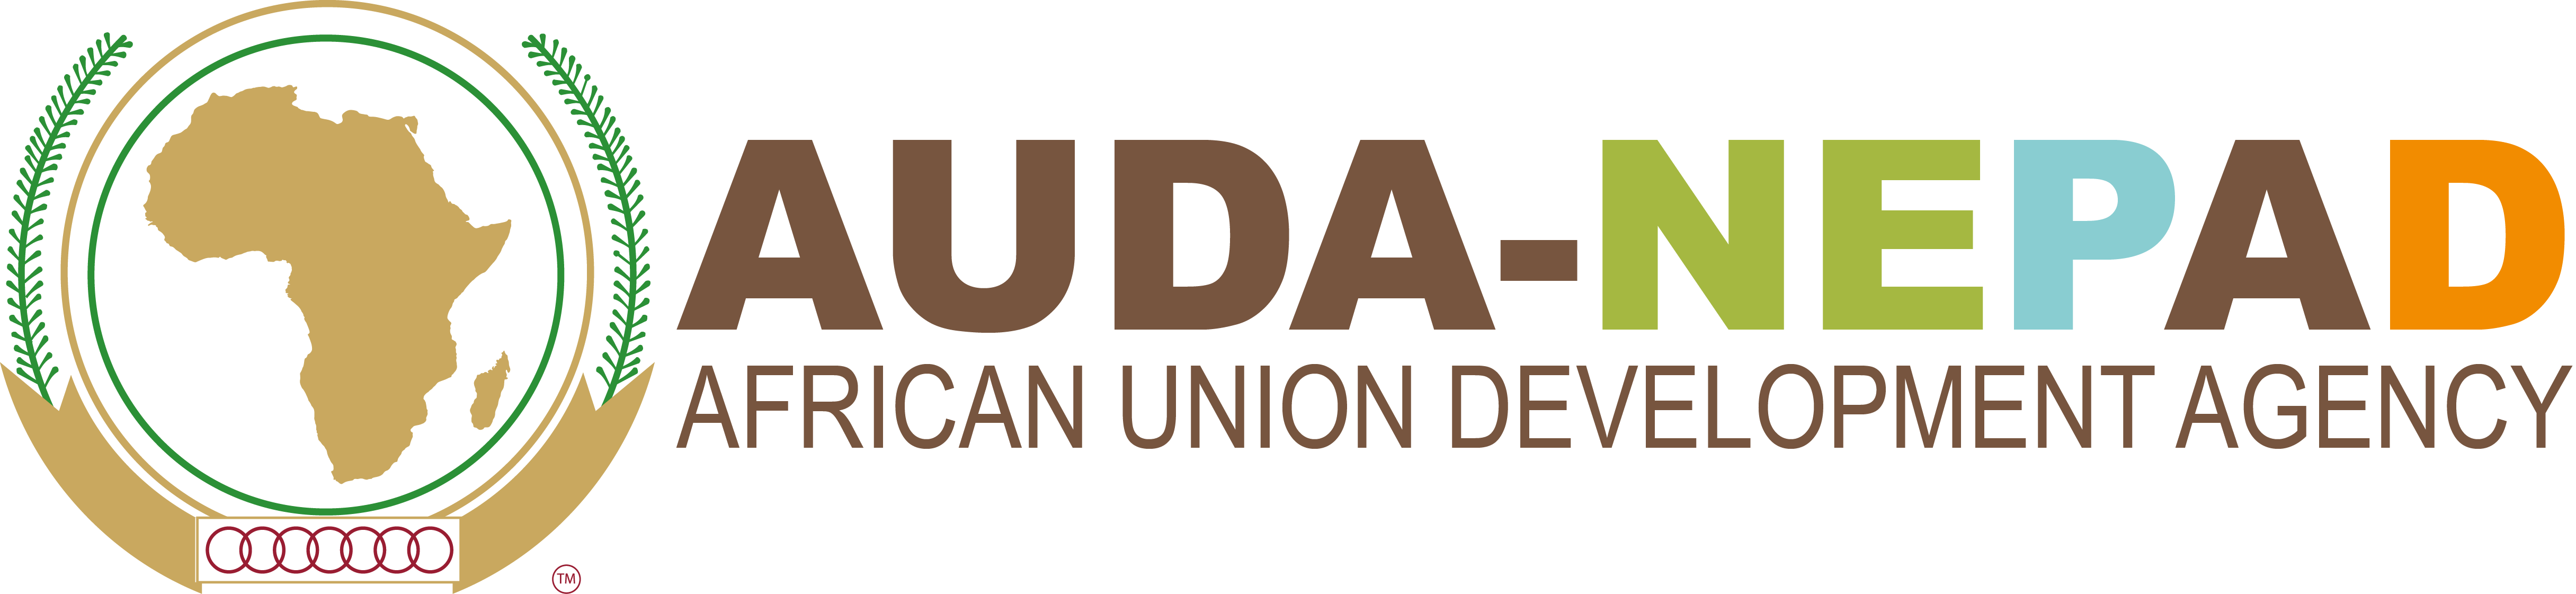 AUDA-NEPAD
AFRICAN UNION DEVELOPMENT AGENCY
TM